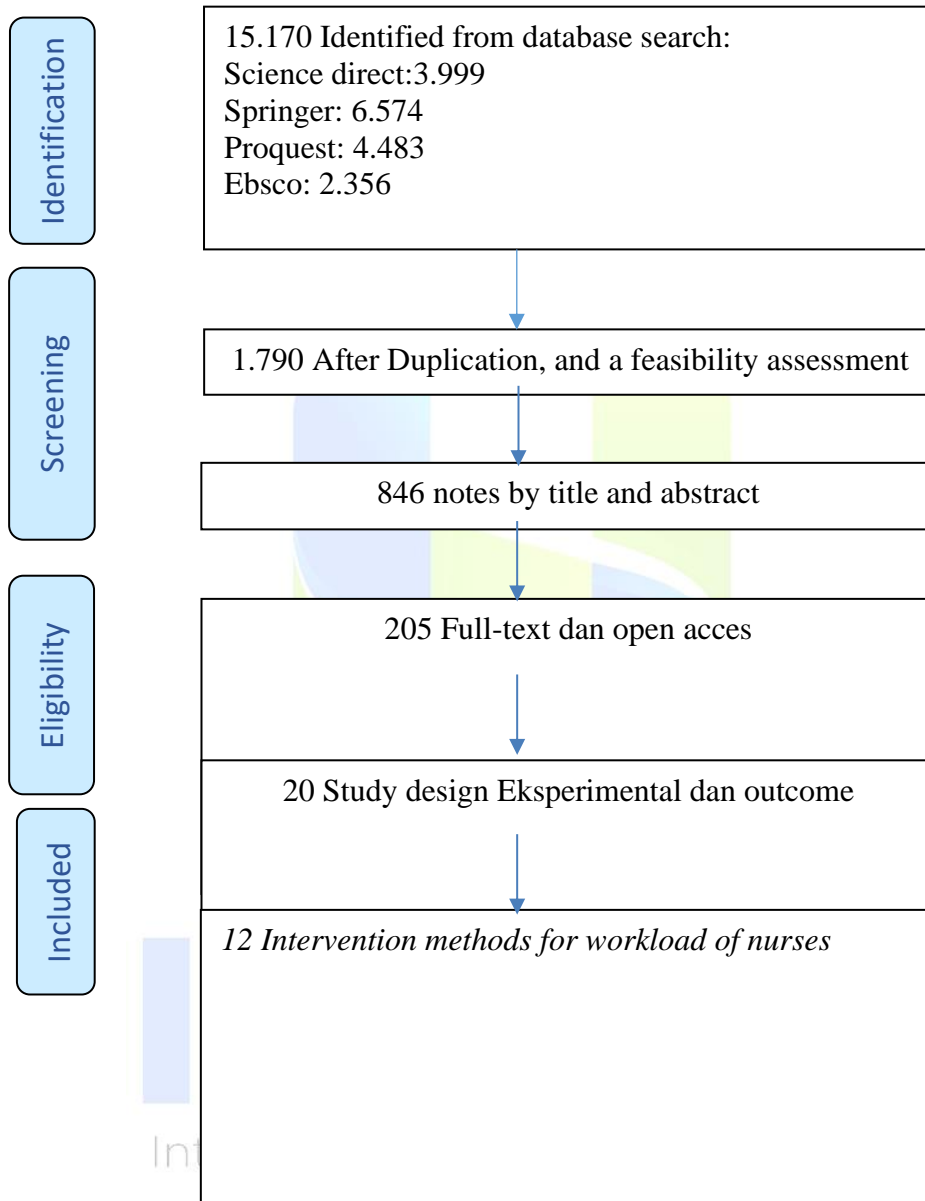 Identification
15.170 Identified from database search:
Science direct:3.999
Springer: 6.574
Proquest: 4.483
Ebsco: 2.356
Screening
1.790 After Duplication, and a feasibility assessment
846 notes by title and abstract
Eligibility
205 Full-text dan open acces
20 Study design Eksperimental dan outcome
Included
12 Intervention methods for workload of nurses
Int